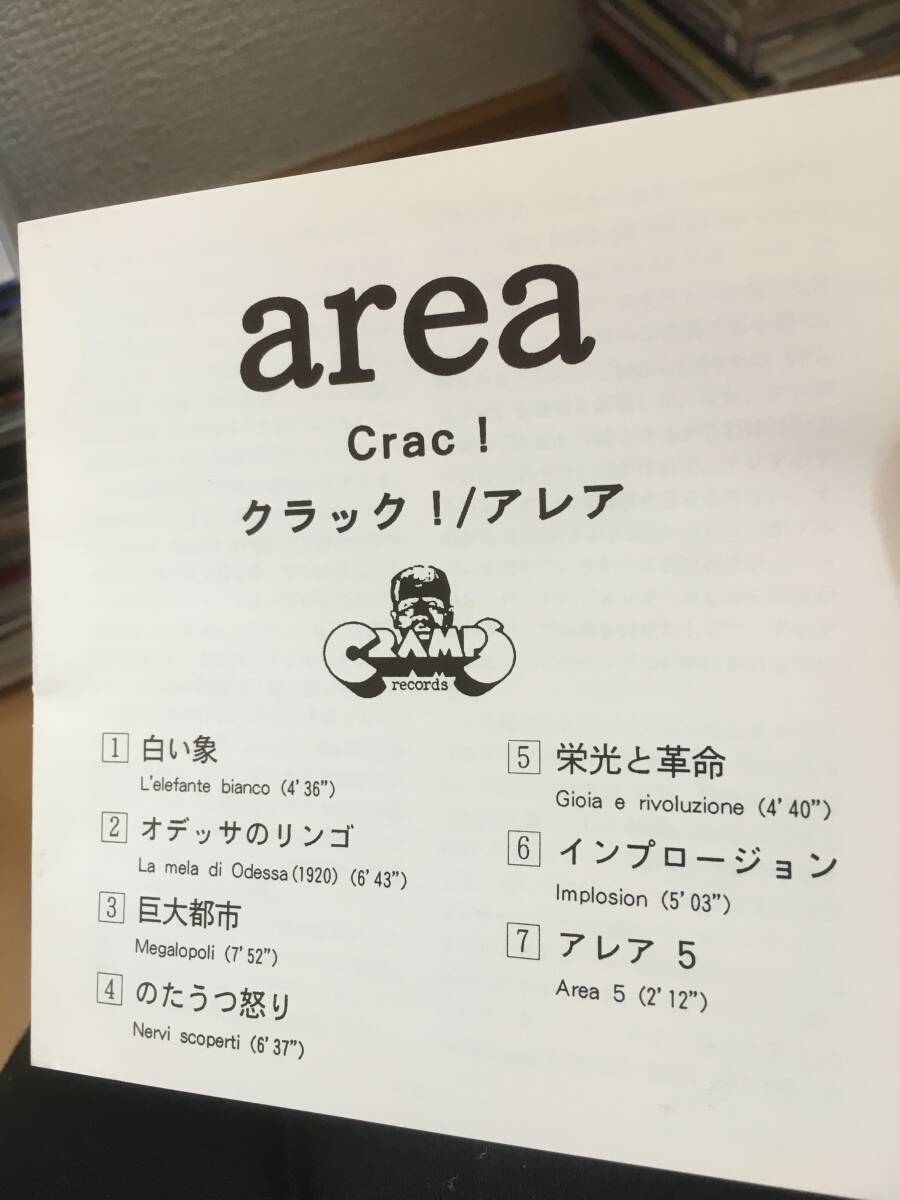 area
Crac !
クラック!/アレア
CRAMPS
records
1 白い象
L'elefante bianco (4'36")
2 オデッサのリンゴ
La mela di Odessa (1920) (6'43")
3 巨大都市
Megalopoli (7'52")
4 のたうつ怒り
Nervi scoperti (6'37")
5 栄光と革命
Gioia e rivoluzione (4'40")
6 インプロージョン
Implosion (5'03")
7 アレア 5
Area 5 (2'12")